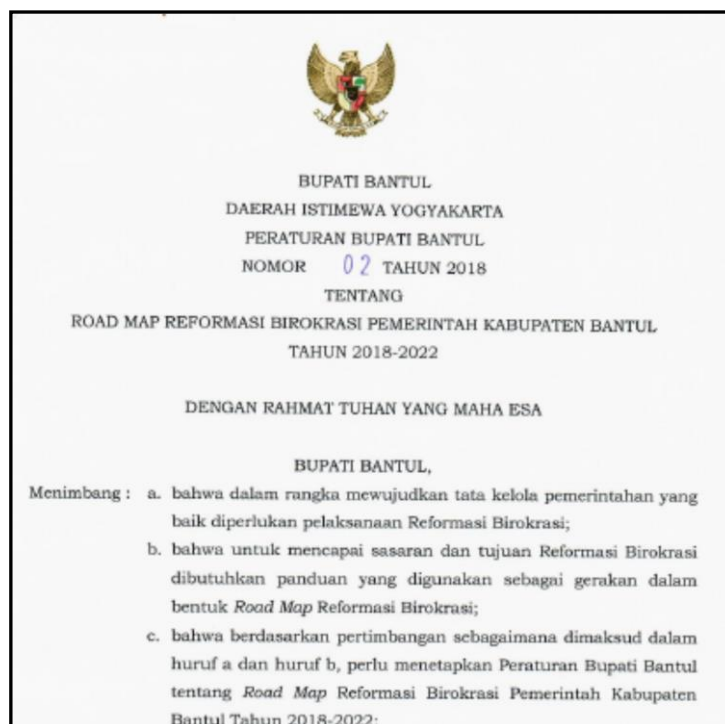 BUPATI BANTUL
DAERAH ISTIMEWA YOGYAKARTA
PERATURAN BUPATI BANTUL
NOMOR 02 TAHUN 2018
TENTANG
ROAD MAP REFORMASI BIROKRASI PEMERINTAH KABUPATEN BANTUL
TAHUN 2018-2022
DENGAN RAHMAT TUHAN YANG MAHA ESA
BUPATI BANTUL,
Menimbang : a. bahwa dalam rangka mewujudkan tata kelola pemerintahan yang
baik diperlukan pelaksanaan Reformasi Birokrasi;
b. bahwa untuk mencapai sasaran dan tujuan Reformasi Birokrasi
dibutuhkan panduan yang digunakan sebagai gerakan dalam
bentuk Road Map Reformasi Birokrasi;
c. bahwa berdasarkan pertimbangan sebagaimana dimaksud dalam
huruf a dan huruf b, perlu menetapkan Peraturan Bupati Bantul
tentang Road Map Reformasi Birokrasi Pemerintah Kabupaten
Bantul Tahun 2018-2022;